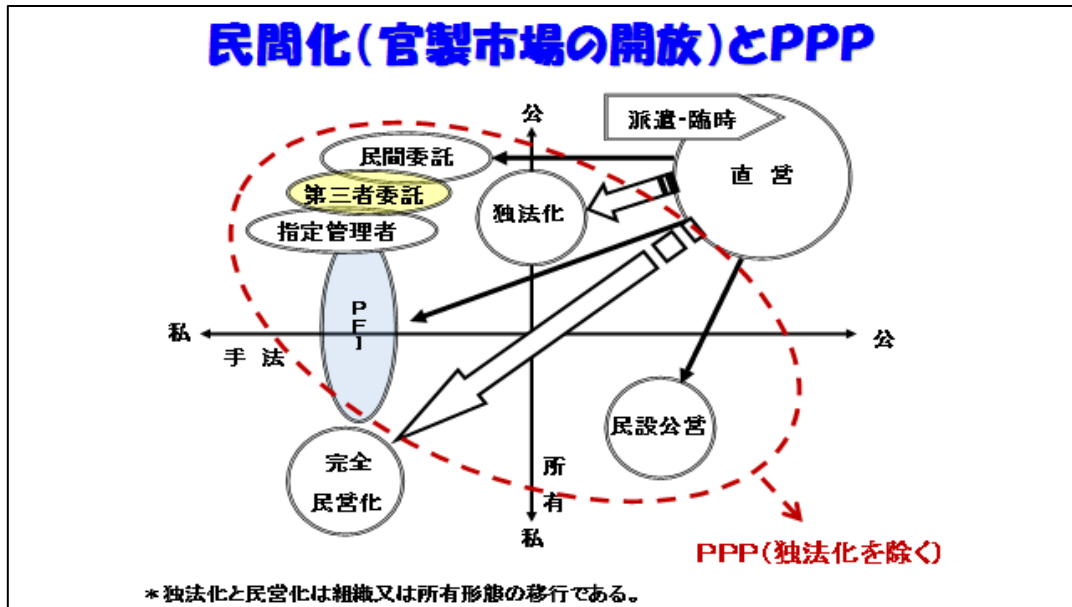 民間化(官製市場の開放)とPPP
公
派遣・臨時
民間委託
直営
第三者委託
独法化
指定管理者
PFI
私
公
手法
民設公営
完全
民営化
所有
私
PPP(独法化を除く)
*独法化と民営化は組織又は所有形態の移行である。